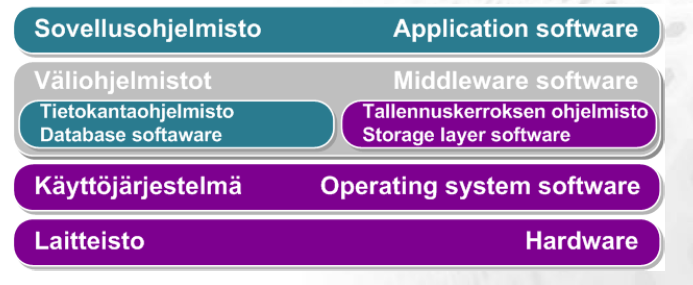 Sovellusohjelmisto Application software
Väliohjelmistot Middleware software
Tietokantaohjelmisto
Database softaware
Tallennuskerroksen ohjelmisto
Storage layer software
Käyttöjärjestelmä Operating system software
Laitteisto Hardware